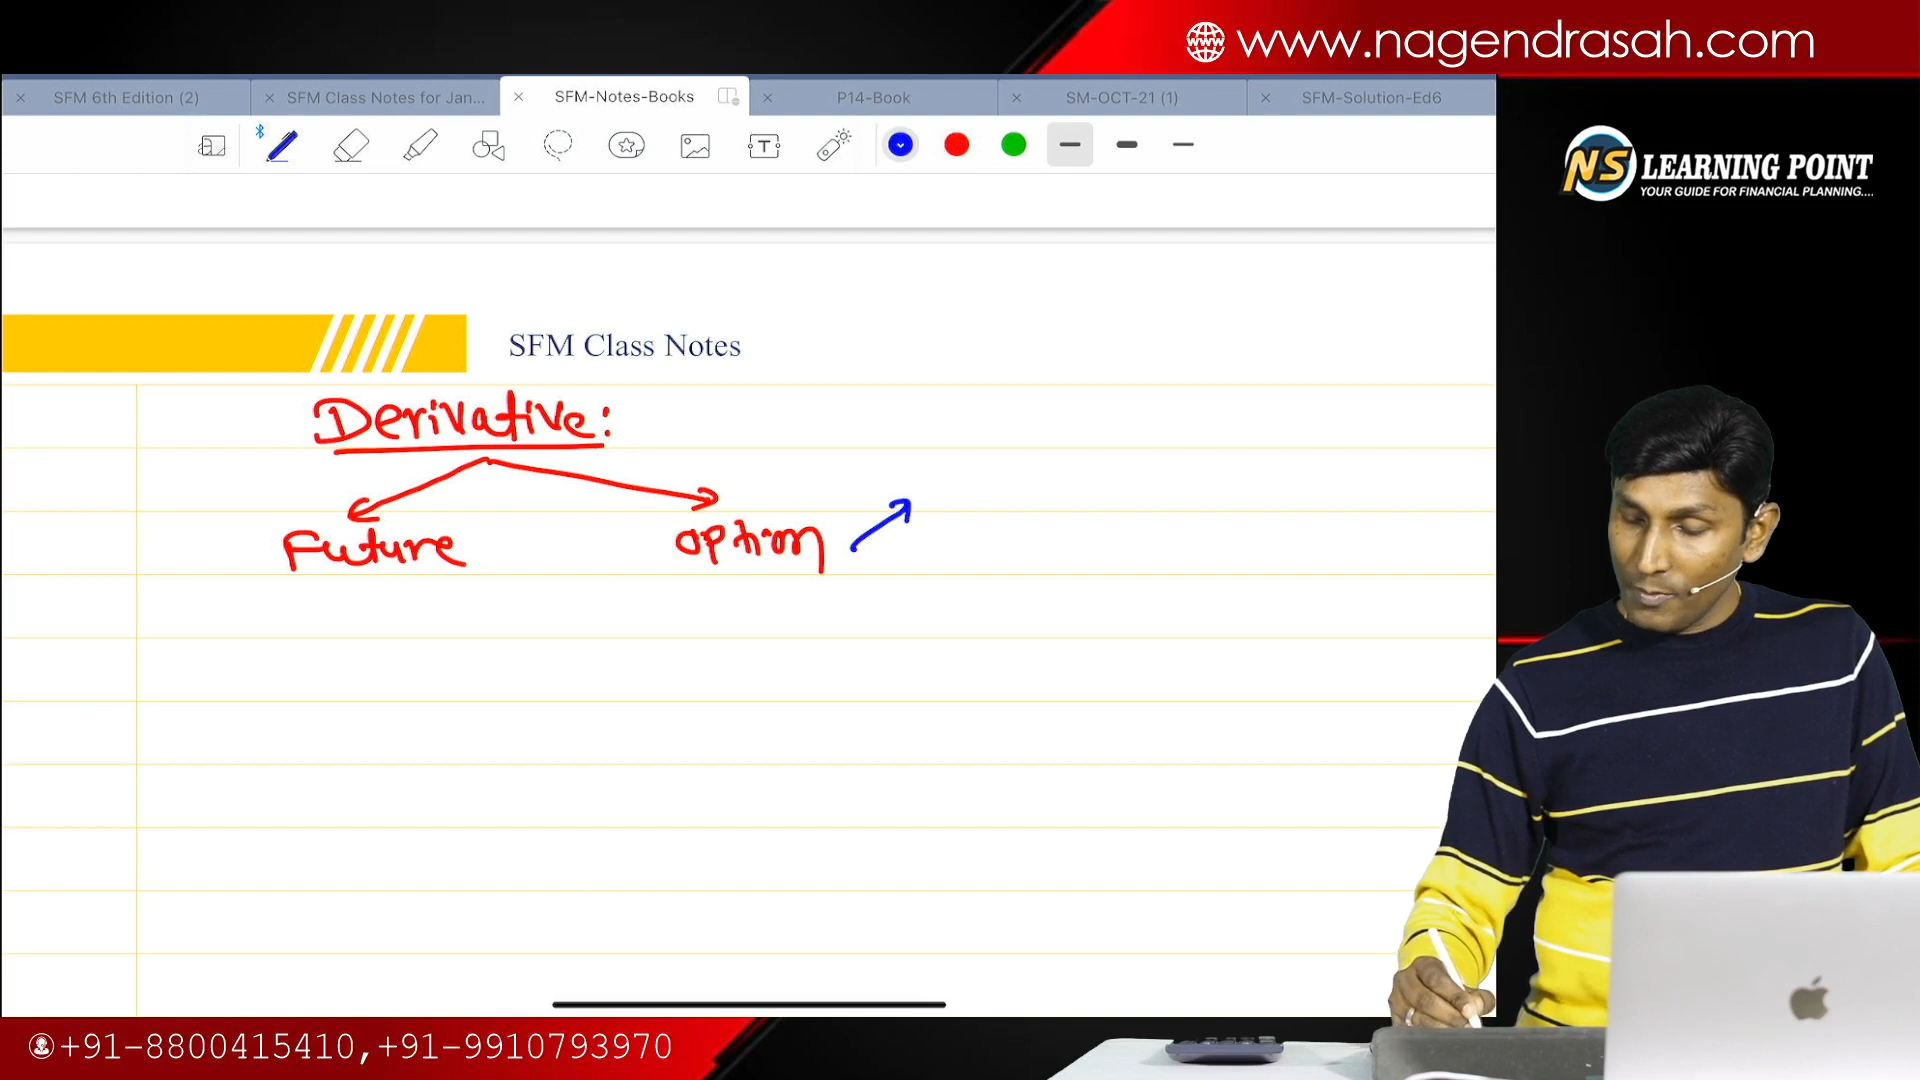 www.nagendrasah.com
SFM 6th Edition (2)
SFM Class Notes for Jan...
SFM-Notes-Books
P14-Book
SM-OCT-21 (1)
SFM-Solution-Ed6
T
NS LEARNING POINT
YOUR GUIDE FOR FINANCIAL PLANNING....
SFM Class Notes
Derivative:
Future
option
+91-8800415410,+91-9910793970